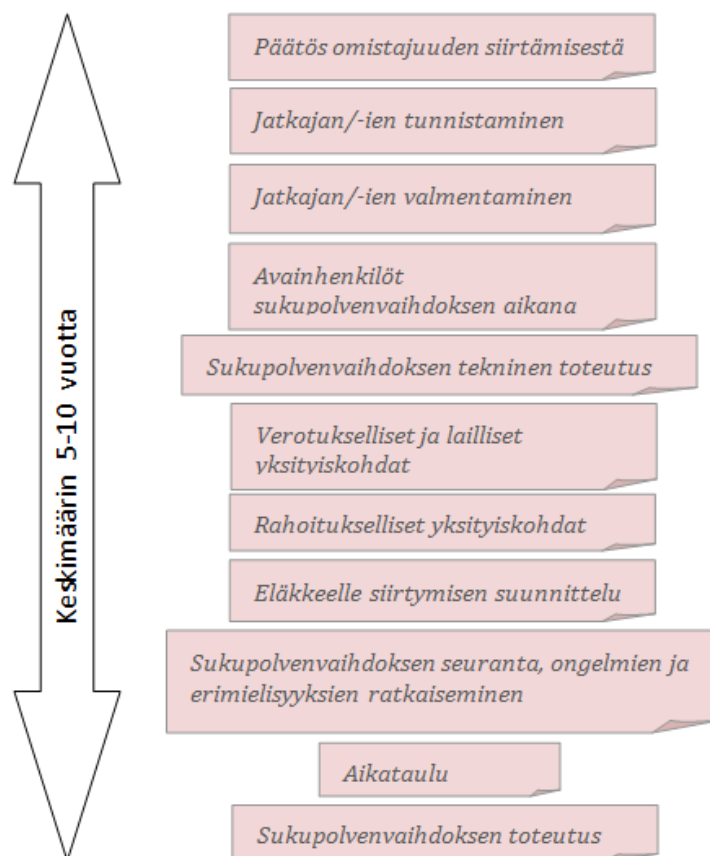 Päätös omistajuuden siirtämisestä
Jatkajan/-ien tunnistaminen
Jatkajan/-ien valmentaminen
Avainhenkilöt
sukupolvenvaihdoksen aikana
Sukupolvenvaihdoksen tekninen toteutus
Verotukselliset ja lailliset
yksityiskohdat
Rahoitukselliset yksityiskohdat
Eläkkeelle siirtymisen suunnittelu
Sukupolvenvaihdoksen seuranta, ongelmien ja
erimielisyyksien ratkaiseminen
Aikataulu
Sukupolvenvaihdoksen toteutus
Keskimäärin 5-10 vuotta